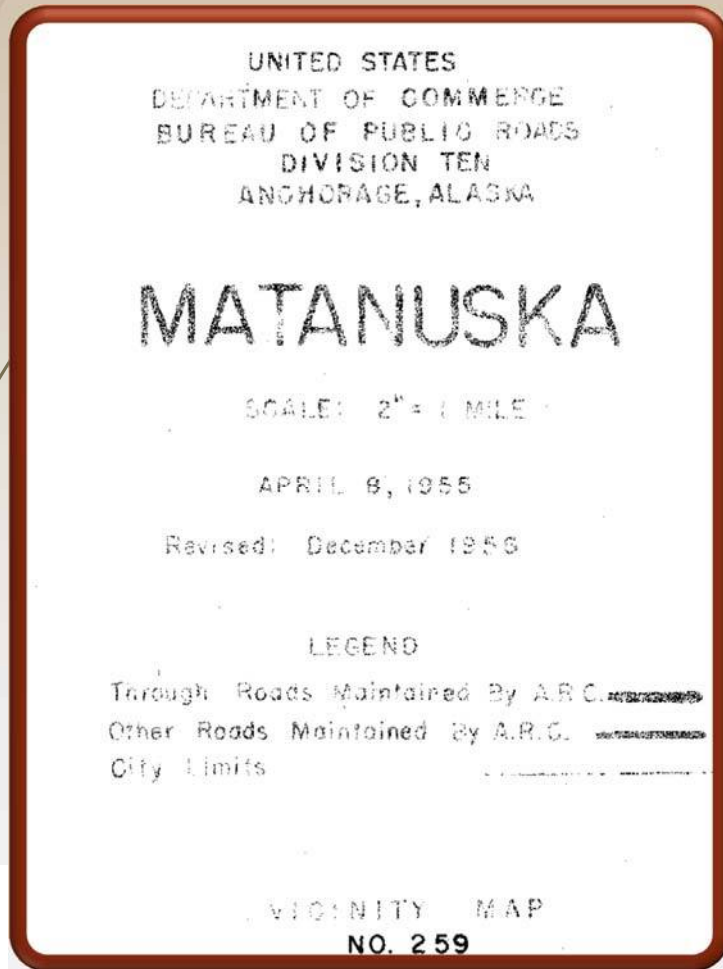 UNITED STATES
DEPARTMENT OF COMMERCE
BUREAU OF PUBLIC ROADS
DIVISION TEN
ANCHORAGE, ALASKA
MATANUSKA
SCALE: 2" = 1 MILE
APRIL 8, 1955
Revised: December 1956
LEGEND
Through Roads Maintained By A.R.C.
Other Roads Maintained By A.R.C.
City Limits
VICINITY MAP
NO. 259